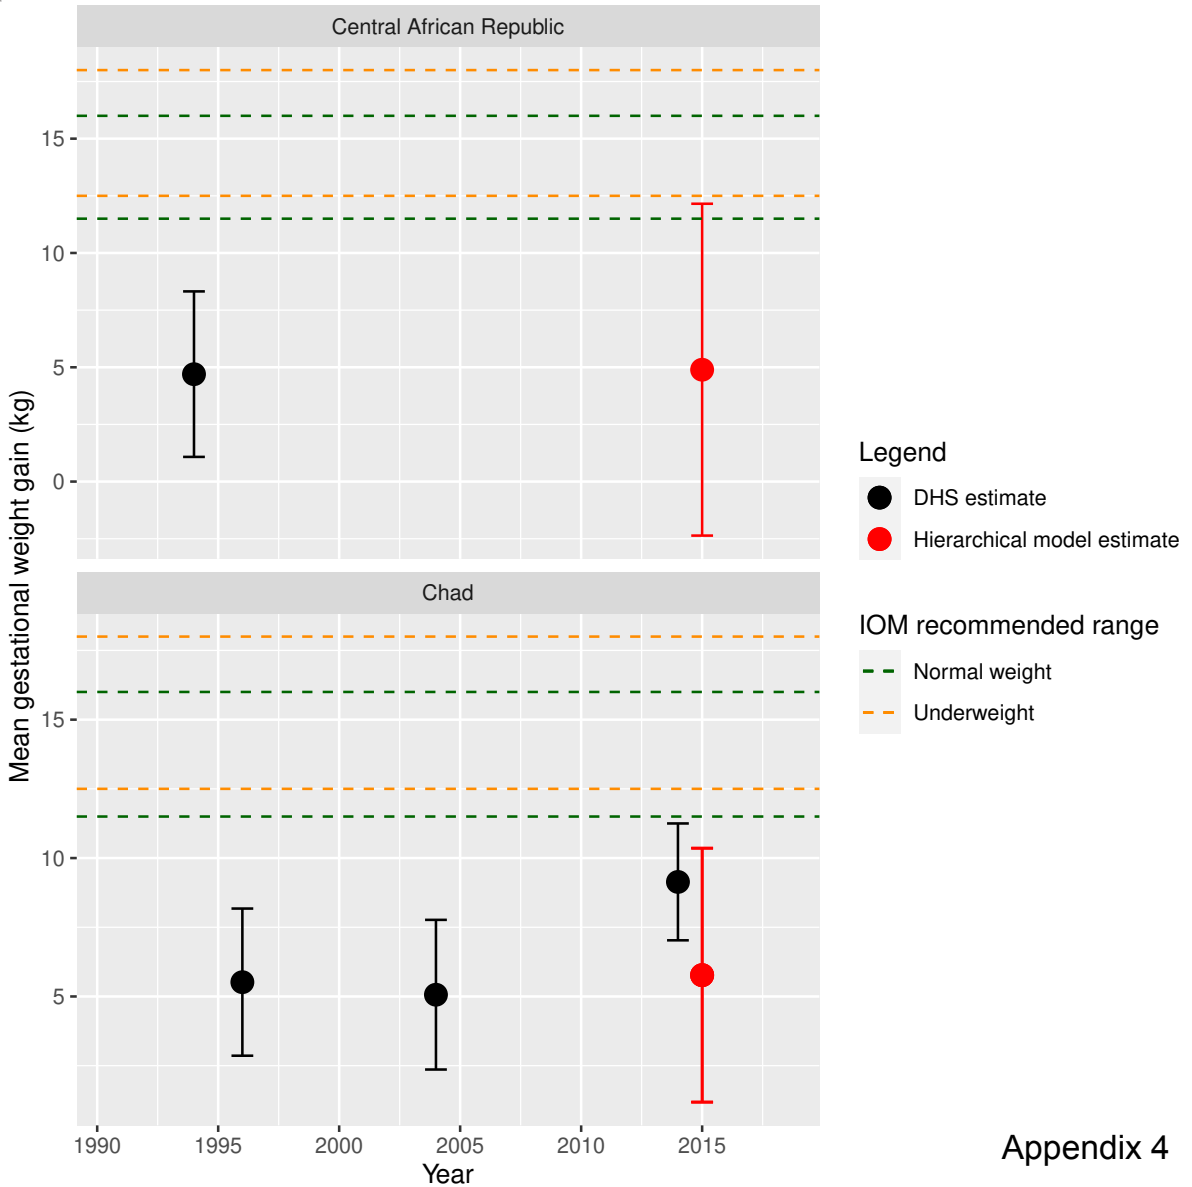 Central African Republic
15
10
5
0
Mean gestational weight gain (kg)
Chad
15
10
5
1990 1995 2000 2005 2010 2015
Year
Legend
DHS estimate
Hierarchical model estimate
IOM recommended range
Normal weight
Underweight
Appendix 4